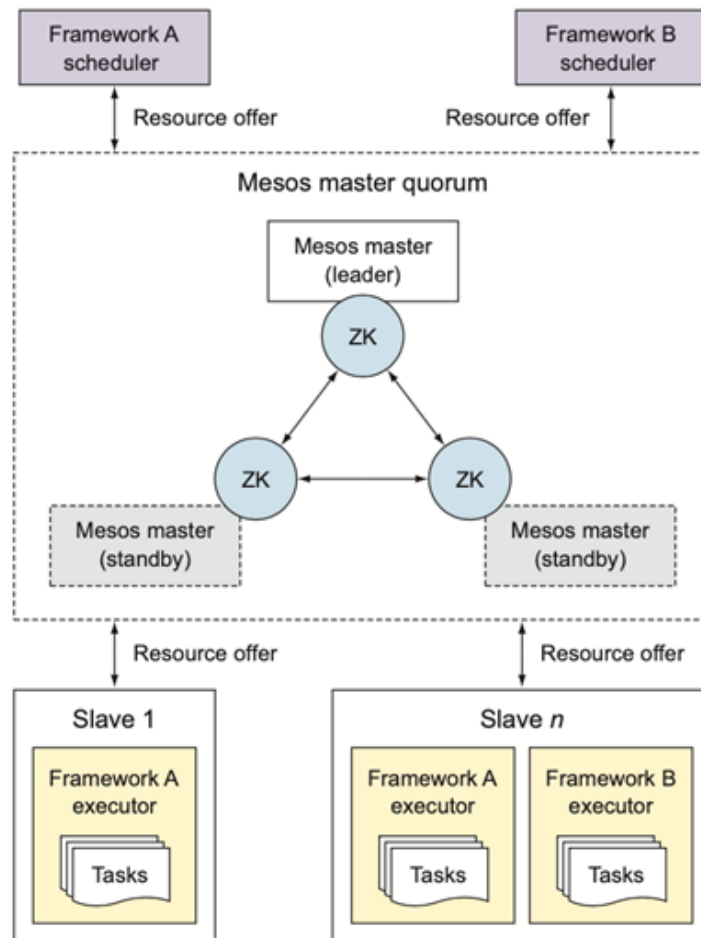 Framework A
scheduler
Framework B
scheduler
Resource offer
Resource offer
Mesos master quorum
Mesos master
(leader)
ZK
ZK
ZK
Mesos master
(standby)
Mesos master
(standby)
Resource offer
Resource offer
Slave 1
Slave n
Framework A
executor
Framework A
executor
Framework B
executor
Tasks
Tasks
Tasks